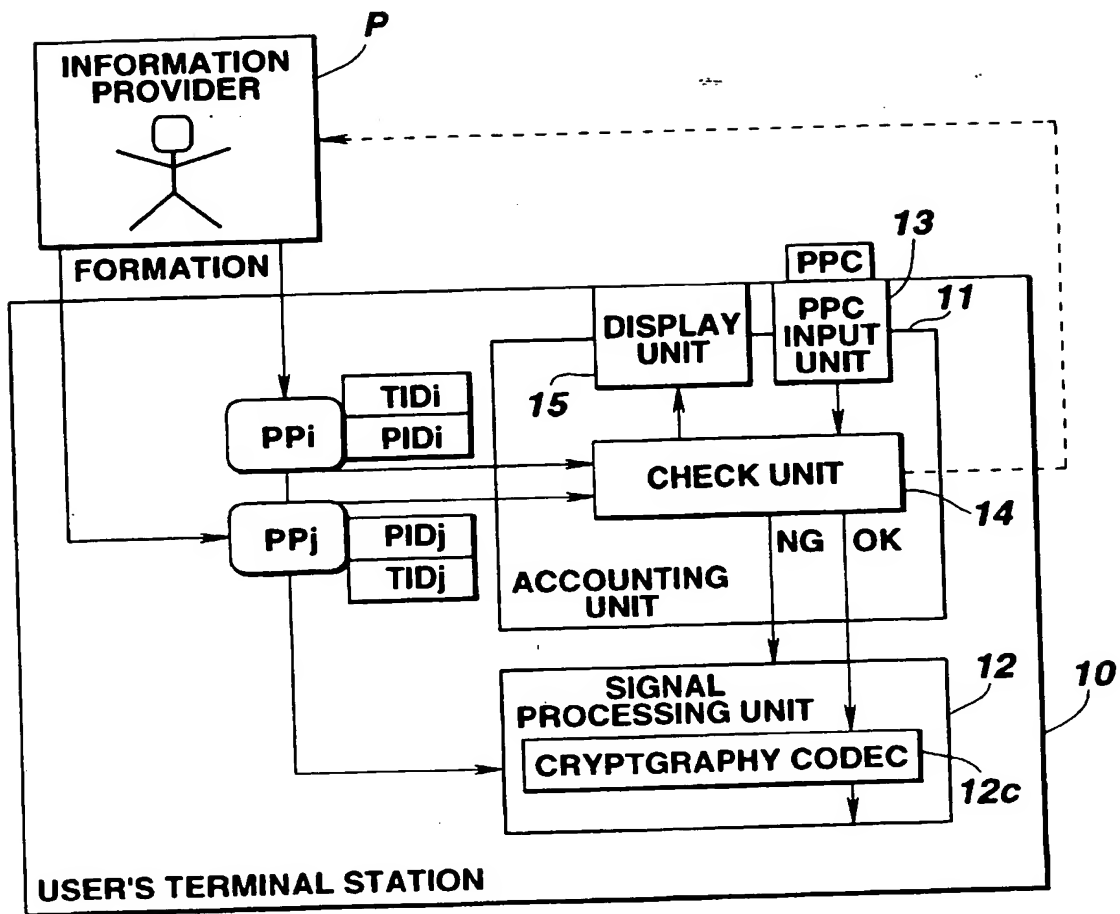 P
INFORMATION
PROVIDER
FORMATION
PPC
13
PPC
INPUT
UNIT
11
DISPLAY
UNIT
15
TIDi
PPi
PIDi
CHECK UNIT
14
PPj
PIDj
TIDj
NG
OK
ACCOUNTING
UNIT
SIGNAL
PROCESSING UNIT
12
10
CRYPTGRAPHY CODEC
12c
USER'S TERMINAL STATION